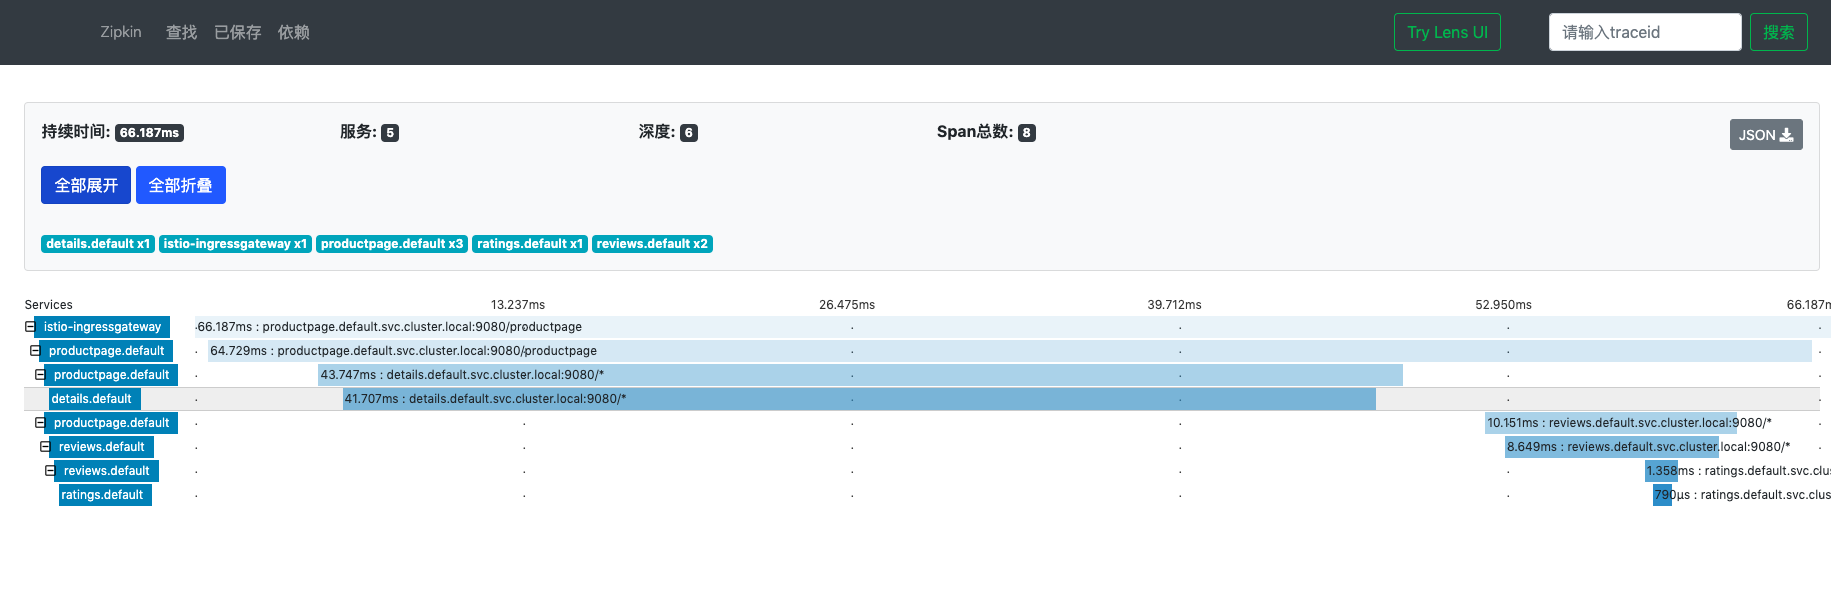 Zipkin 查找 已保存 依赖 Try Lens UI 请输入traceid 搜索
持续时间: 66.187ms 服务: 5 深度: 6 Span总数: 8 JSON
全部展开 全部折叠
details.default x1 istio-ingressgateway x1 productpage.default x3 ratings.default x1 reviews.default x2
Services 13.237ms 26.475ms 39.712ms 52.950ms 66.187m
istio-ingressgateway 66.187ms : productpage.default.svc.cluster.local:9080/productpage
productpage.default 64.729ms : productpage.default.svc.cluster.local:9080/productpage
productpage.default 43.747ms : details.default.svc.cluster.local:9080/*
details.default 41.707ms : details.default.svc.cluster.local:9080/*
productpage.default 10.151ms : reviews.default.svc.cluster.local:9080/*
reviews.default 8.649ms : reviews.default.svc.cluster.local:9080/*
reviews.default 1.358ms : ratings.default.svc.clus
ratings.default 790μs : ratings.default.svc.clus